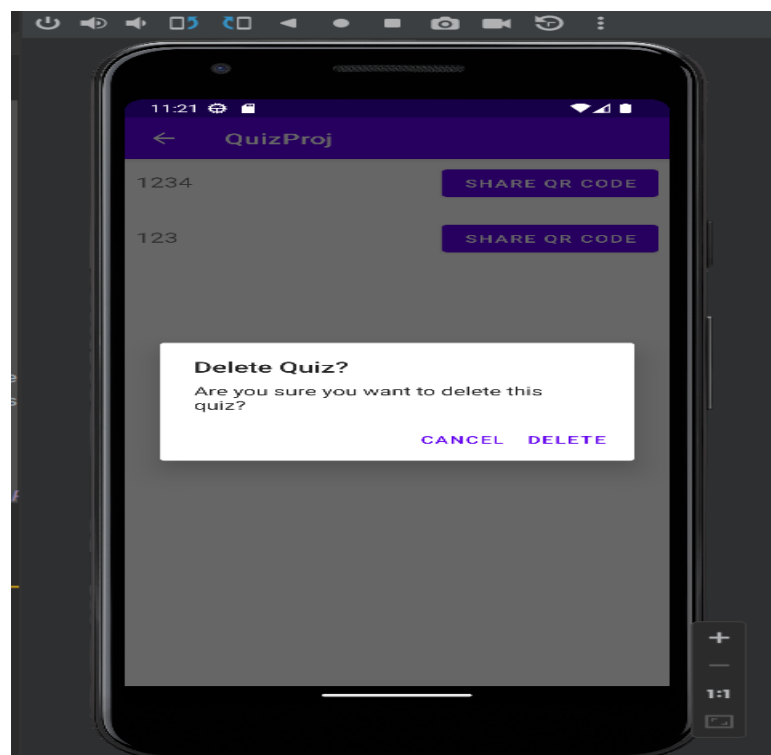 11:21
QuizProj
1234 SHARE QR CODE
123 SHARE QR CODE
Delete Quiz?
Are you sure you want to delete this
quiz?
CANCEL DELETE
1:1